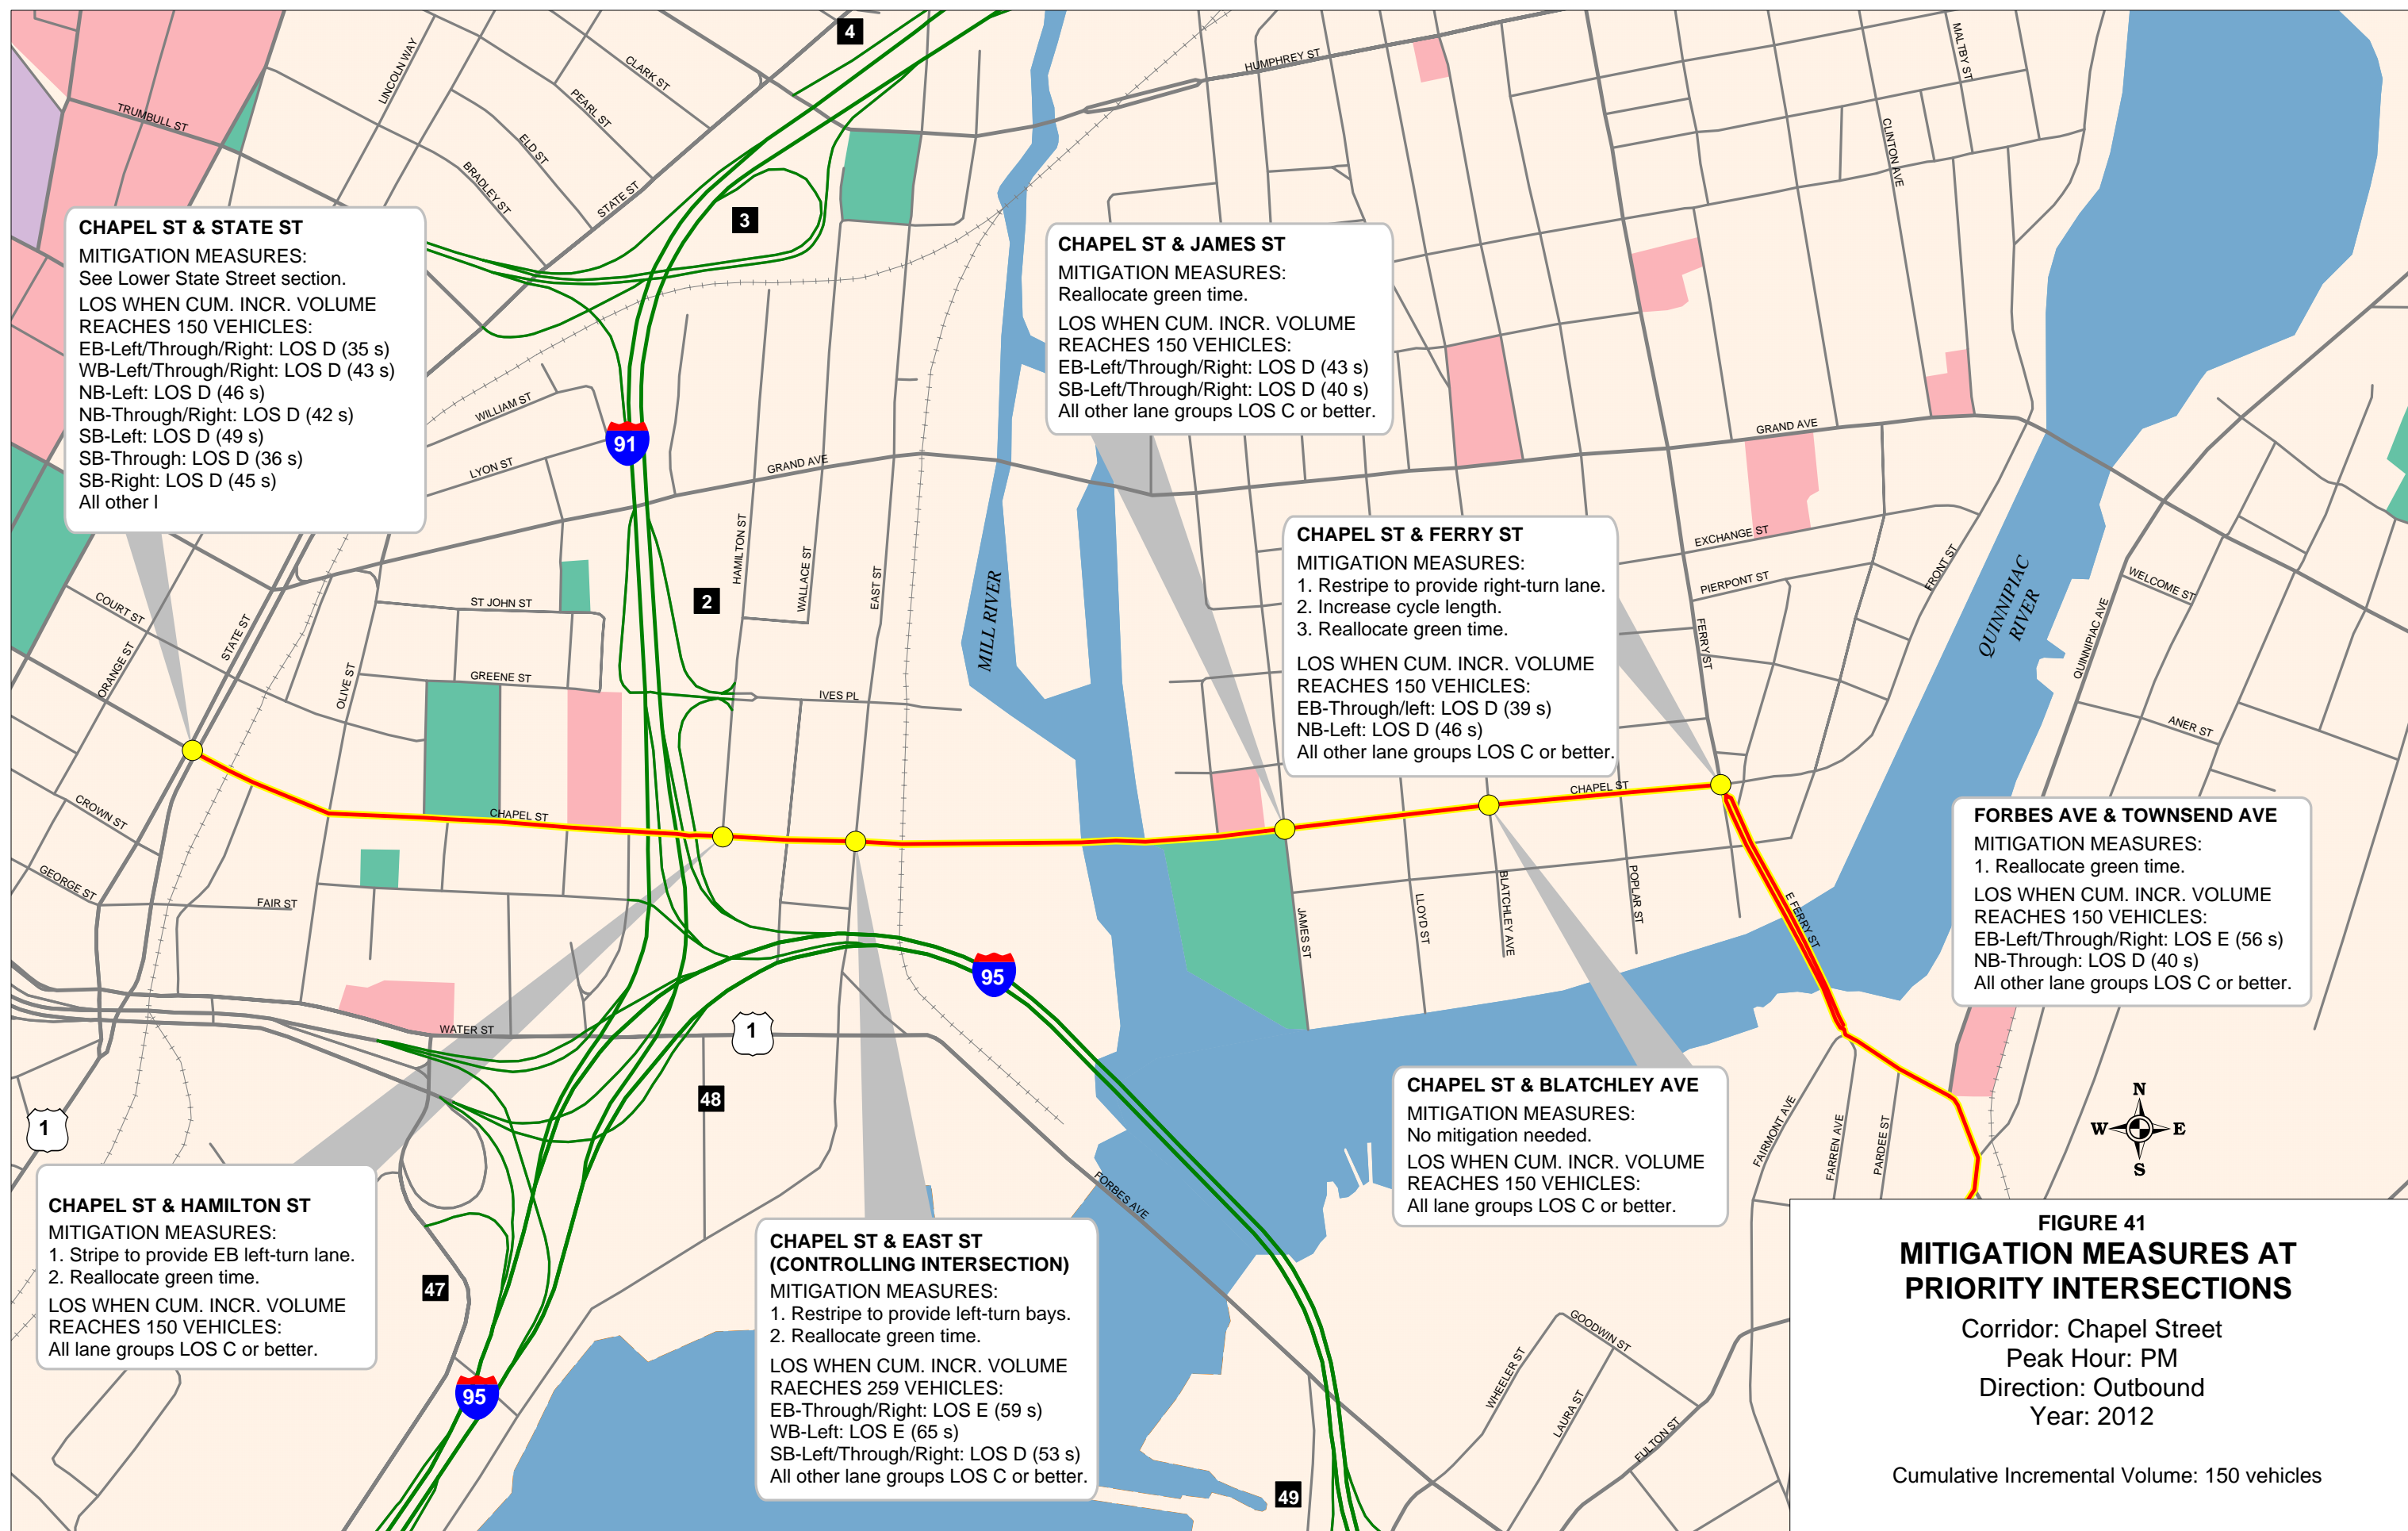 4
HUMPHREY ST
MALTBY ST
LINCOLN WAY
CLARK ST
PEARL ST
TRUMBULL ST
ELD ST
BRADLEY ST
STATE ST
CLINTON AVE
3
CHAPEL ST & STATE ST
MITIGATION MEASURES:
See Lower State Street section.
LOS WHEN CUM. INCR. VOLUME
REACHES 150 VEHICLES:
EB-Left/Through/Right: LOS D (35 s)
WB-Left/Through/Right: LOS D (43 s)
NB-Left: LOS D (46 s)
NB-Through/Right: LOS D (42 s)
SB-Left: LOS D (49 s)
SB-Through: LOS D (36 s)
SB-Right: LOS D (45 s)
All other l
CHAPEL ST & JAMES ST
MITIGATION MEASURES:
Reallocate green time.
LOS WHEN CUM. INCR. VOLUME
REACHES 150 VEHICLES:
EB-Left/Through/Right: LOS D (43 s)
SB-Left/Through/Right: LOS D (40 s)
All other lane groups LOS C or better.
WILLIAM ST
LYON ST
91
GRAND AVE
GRAND AVE
HAMILTON ST
WALLACE ST
EAST ST
MILL RIVER
2
CHAPEL ST & FERRY ST
MITIGATION MEASURES:
1. Restripe to provide right-turn lane.
2. Increase cycle length.
3. Reallocate green time.
LOS WHEN CUM. INCR. VOLUME
REACHES 150 VEHICLES:
EB-Through/left: LOS D (39 s)
NB-Left: LOS D (46 s)
All other lane groups LOS C or better.
EXCHANGE ST
PIERPONT ST
FERRY ST
FRONT ST
QUINNIPIAC
RIVER
QUINNIPIAC AVE
WELCOME ST
ANER ST
COURT ST
ORANGE ST
STATE ST
OLIVE ST
ST JOHN ST
GREENE ST
IVES PL
CROWN ST
GEORGE ST
FAIR ST
CHAPEL ST
CHAPEL ST
JAMES ST
LLOYD ST
BLATCHLEY AVE
POPLAR ST
E FERRY ST
FORBES AVE & TOWNSEND AVE
MITIGATION MEASURES:
1. Reallocate green time.
LOS WHEN CUM. INCR. VOLUME
REACHES 150 VEHICLES:
EB-Left/Through/Right: LOS E (56 s)
NB-Through: LOS D (40 s)
All other lane groups LOS C or better.
95
WATER ST
1
48
1
CHAPEL ST & BLATCHLEY AVE
MITIGATION MEASURES:
No mitigation needed.
LOS WHEN CUM. INCR. VOLUME
REACHES 150 VEHICLES:
All lane groups LOS C or better.
FAIRMONT AVE
FARREN AVE
PARDEE ST
N
W E
S
CHAPEL ST & HAMILTON ST
MITIGATION MEASURES:
1. Stripe to provide EB left-turn lane.
2. Reallocate green time.
LOS WHEN CUM. INCR. VOLUME
REACHES 150 VEHICLES:
All lane groups LOS C or better.
47
95
CHAPEL ST & EAST ST
(CONTROLLING INTERSECTION)
MITIGATION MEASURES:
1. Restripe to provide left-turn bays.
2. Reallocate green time.
LOS WHEN CUM. INCR. VOLUME
RAECHES 259 VEHICLES:
EB-Through/Right: LOS E (59 s)
WB-Left: LOS E (65 s)
SB-Left/Through/Right: LOS D (53 s)
All other lane groups LOS C or better.
FORBES AVE
49
WHEELER ST
GOODWIN ST
LAURA ST
FULTON ST
FIGURE 41
MITIGATION MEASURES AT
PRIORITY INTERSECTIONS
Corridor: Chapel Street
Peak Hour: PM
Direction: Outbound
Year: 2012
Cumulative Incremental Volume: 150 vehicles